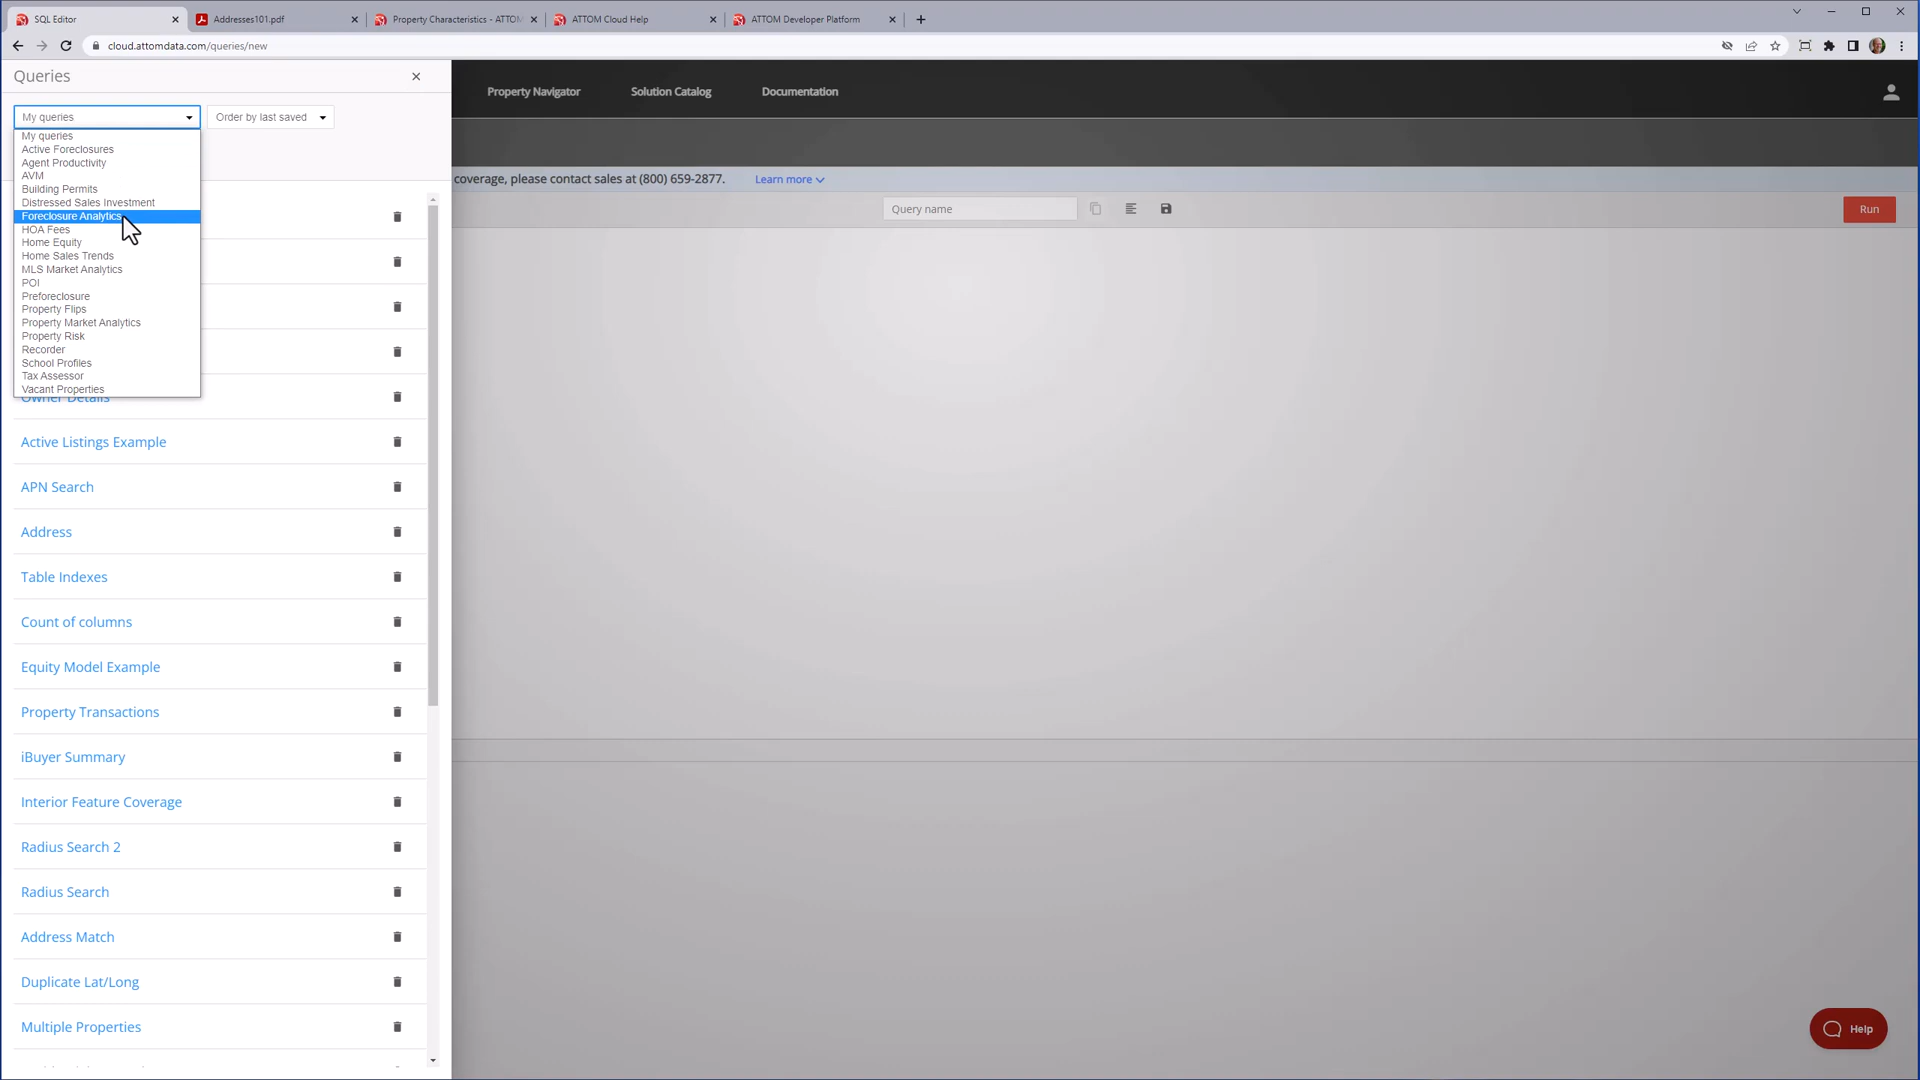 SQL Editor
Addresses101.pdf
Property Characteristics - ATTOM
ATTOM Cloud Help
ATTOM Developer Platform
cloud.attomdata.com/queries/new
Queries
Property Navigator
Solution Catalog
Documentation
My queries
Order by last saved
My queries
Active Foreclosures
Agent Productivity
AVM
Building Permits
Distressed Sales Investment
Foreclosure Analytics
HOA Fees
Home Equity
Home Sales Trends
MLS Market Analytics
POI
Preforeclosure
Property Flips
Property Market Analytics
Property Risk
Recorder
School Profiles
Tax Assessor
Vacant Properties
coverage, please contact sales at (800) 659-2877.
Learn more
Query name
Run
Owner Details
Active Listings Example
APN Search
Address
Table Indexes
Count of columns
Equity Model Example
Property Transactions
iBuyer Summary
Interior Feature Coverage
Radius Search 2
Radius Search
Address Match
Duplicate Lat/Long
Multiple Properties
Help